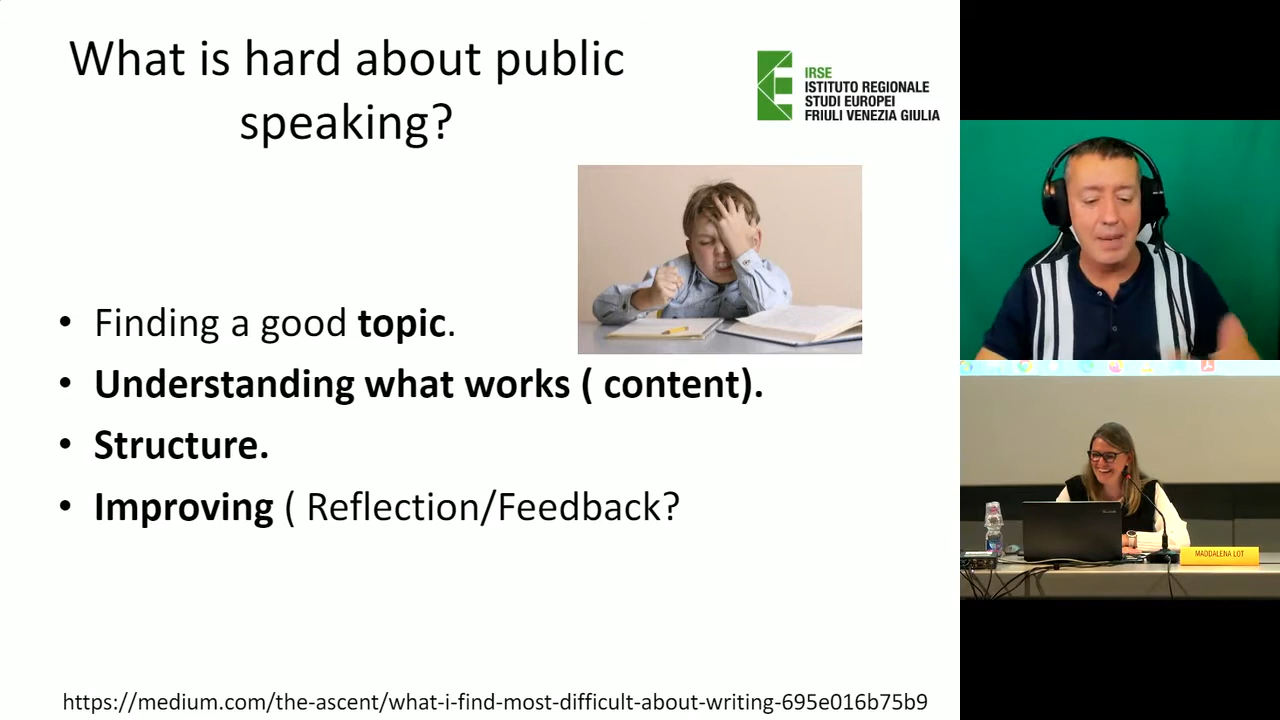 What is hard about public
speaking?
IRSE
ISTITUTO REGIONALE
STUDI EUROPEI
FRIULI VENEZIA GIULIA
• Finding a good topic.
• Understanding what works ( content).
• Structure.
• Improving ( Reflection/Feedback?
https://medium.com/the-ascent/what-i-find-most-difficult-about-writing-695e016b75b9
MADDALENA LOT